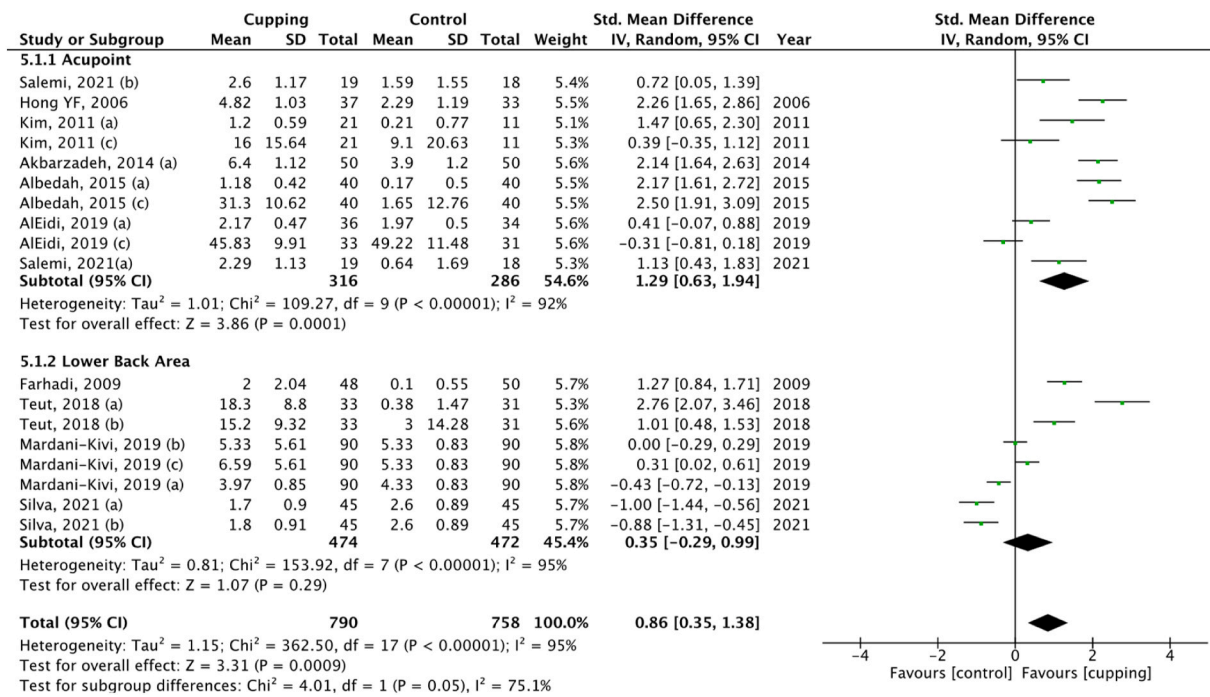 Cupping Control Std. Mean Difference Std. Mean Difference
Study or Subgroup Mean SD Total Mean SD Total Weight IV, Random, 95% CI Year IV, Random, 95% CI
5.1.1 Acupoint
Salemi, 2021 (b) 2.6 1.17 19 1.59 1.55 18 5.4% 0.72 [0.05, 1.39]
Hong YF, 2006 4.82 1.03 37 2.29 1.19 33 5.5% 2.26 [1.65, 2.86] 2006
Kim, 2011 (a) 1.2 0.59 21 0.21 0.77 11 5.1% 1.47 [0.65, 2.30] 2011
Kim, 2011 (c) 16 15.64 21 9.1 20.63 11 5.3% 0.39 [-0.35, 1.12] 2011
Akbarzadeh, 2014 (a) 6.4 1.12 50 3.9 1.2 50 5.6% 2.14 [1.64, 2.63] 2014
Albedah, 2015 (a) 1.18 0.42 40 0.17 0.5 40 5.5% 2.17 [1.61, 2.72] 2015
Albedah, 2015 (c) 31.3 10.62 40 1.65 12.76 40 5.5% 2.50 [1.91, 3.09] 2015
AlEidi, 2019 (a) 2.17 0.47 36 1.97 0.5 34 5.6% 0.41 [-0.07, 0.88] 2019
AlEidi, 2019 (c) 45.83 9.91 33 49.22 11.48 31 5.6% -0.31 [-0.81, 0.18] 2019
Salemi, 2021(a) 2.29 1.13 19 0.64 1.69 18 5.3% 1.13 [0.43, 1.83] 2021
Subtotal (95% CI) 316 286 54.6% 1.29 [0.63, 1.94]
Heterogeneity: Tau² = 1.01; Chi² = 109.27, df = 9 (P < 0.00001); I² = 92%
Test for overall effect: Z = 3.86 (P = 0.0001)
5.1.2 Lower Back Area
Farhadi, 2009 2 2.04 48 0.1 0.55 50 5.7% 1.27 [0.84, 1.71] 2009
Teut, 2018 (a) 18.3 8.8 33 0.38 1.47 31 5.3% 2.76 [2.07, 3.46] 2018
Teut, 2018 (b) 15.2 9.32 33 3 14.28 31 5.6% 1.01 [0.48, 1.53] 2018
Mardani-Kivi, 2019 (b) 5.33 5.61 90 5.33 0.83 90 5.8% 0.00 [-0.29, 0.29] 2019
Mardani-Kivi, 2019 (c) 6.59 5.61 90 5.33 0.83 90 5.8% 0.31 [0.02, 0.61] 2019
Mardani-Kivi, 2019 (a) 3.97 0.85 90 4.33 0.83 90 5.8% -0.43 [-0.72, -0.13] 2019
Silva, 2021 (a) 1.7 0.9 45 2.6 0.89 45 5.7% -1.00 [-1.44, -0.56] 2021
Silva, 2021 (b) 1.8 0.91 45 2.6 0.89 45 5.7% -0.88 [-1.31, -0.45] 2021
Subtotal (95% CI) 474 472 45.4% 0.35 [-0.29, 0.99]
Heterogeneity: Tau² = 0.81; Chi² = 153.92, df = 7 (P < 0.00001); I² = 95%
Test for overall effect: Z = 1.07 (P = 0.29)
Total (95% CI) 790 758 100.0% 0.86 [0.35, 1.38]
Heterogeneity: Tau² = 1.15; Chi² = 362.50, df = 17 (P < 0.00001); I² = 95%
Test for overall effect: Z = 3.31 (P = 0.0009)
Test for subgroup differences: Chi² = 4.01, df = 1 (P = 0.05), I² = 75.1%
-4 -2 0 2 4
Favours [control] Favours [cupping]